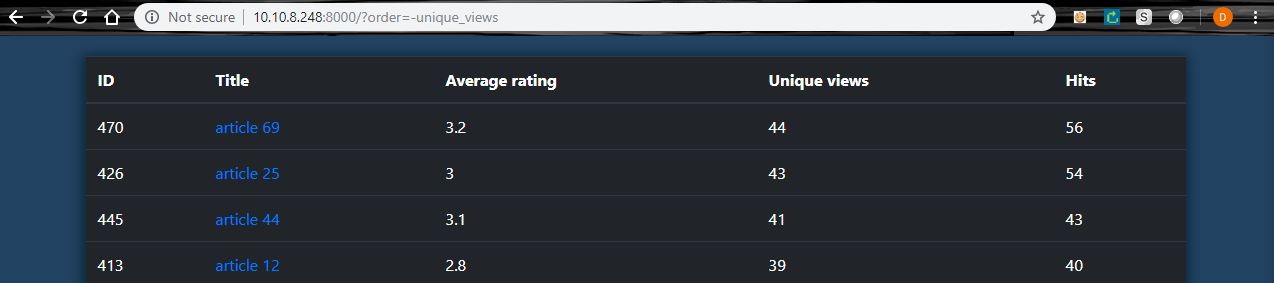 Not secure 10.10.8.248:8000/?order=-unique_views S D
ID Title Average rating Unique views Hits
470 article 69 3.2 44 56
426 article 25 3 43 54
445 article 44 3.1 41 43
413 article 12 2.8 39 40